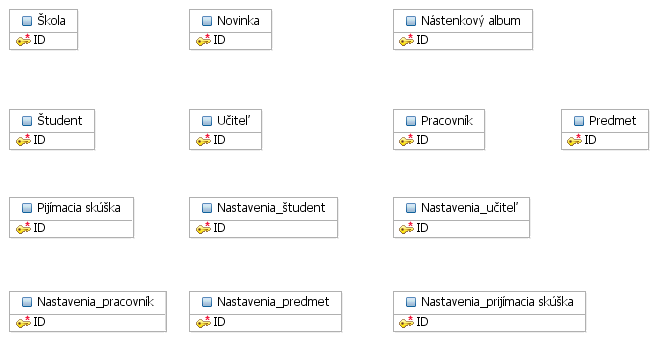 Škola
ID
Novinka
ID
Nástenkový album
ID
Študent
ID
Učiteľ
ID
Pracovník
ID
Predmet
ID
Pijímacia skúška
ID
Nastavenia_študent
ID
Nastavenia_učiteľ
ID
Nastavenia_pracovník
ID
Nastavenia_predmet
ID
Nastavenia_prijímacia skúška
ID